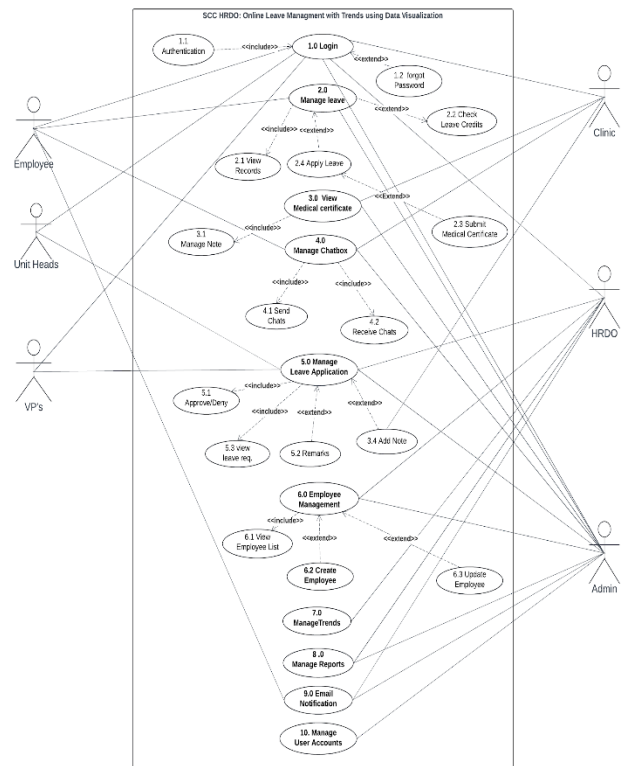 SCC HRDO: Online Leave Managment with Trends using Data Visualization
1.1
Authentication
<<include>>
1.0 Login
<<extend>>
1.2 forgot
Password
2.0
Manage leave
<<include>>
<<extend>>
<<extend>>
2.2 Check
Leave Credits
2.1 View
Records
2.4 Apply Leave
Employee
Clinic
3.0 View
Medical certificate
<<Extend>>
2.3 Submit
Medical Certificate
3.1
Manage Note
<<include>>
4.0
Manage Chatbox
Unit Heads
<<include>>
<<include>>
4.1 Send
Chats
4.2
Receive Chats
HRDO
5.0 Manage
Leave Application
VP's
5.1
Approve/Deny
<<include>>
<<include>>
<<extend>>
<<extend>>
5.3 view
leave req.
5.2 Remarks
3.4 Add Note
6.0 Employee
Management
<<include>>
<<extend>>
<<extend>>
6.1 View
Employee List
6.2 Create
Employee
6.3 Update
Employee
Admin
7.0
ManageTrends
8 .0
Manage Reports
9.0 Email
Notification
10. Manage
User Accounts